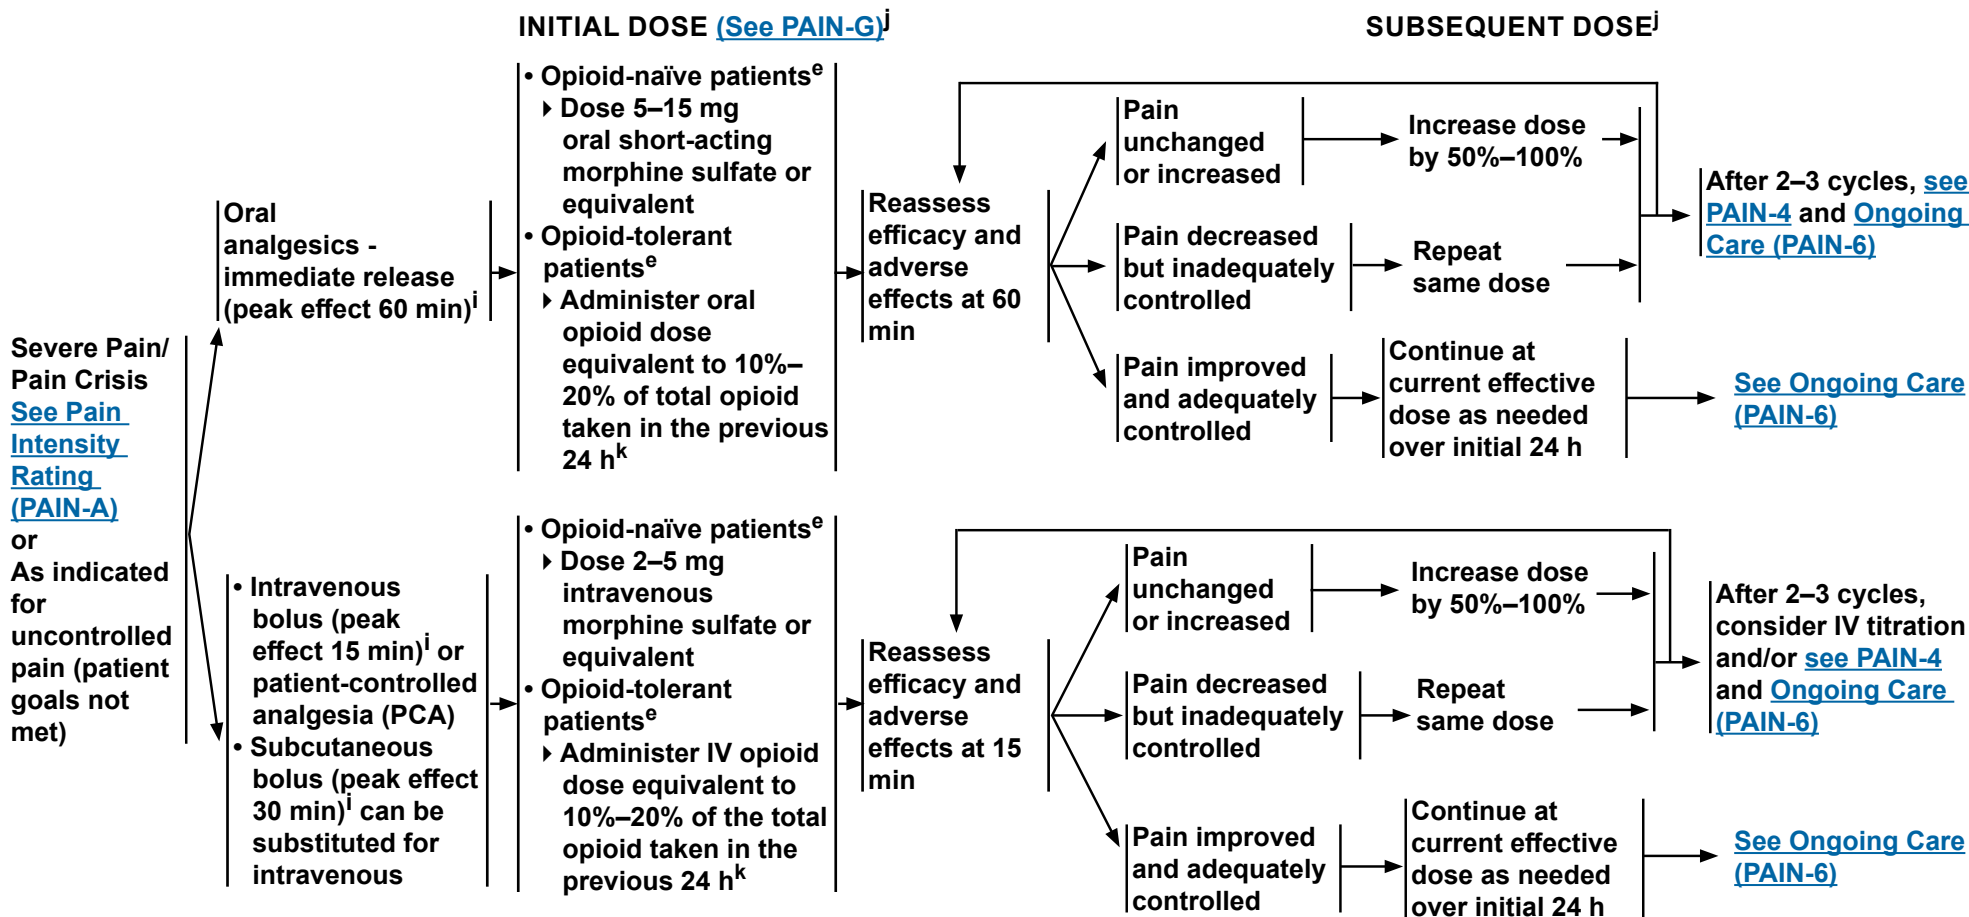 INITIAL DOSE (See PAIN-G)j
SUBSEQUENT DOSEj
Severe Pain/
Pain Crisis
See Pain
Intensity
Rating
(PAIN-A)
or
As indicated
for
uncontrolled
pain (patient
goals not
met)
Oral
analgesics -
immediate release
(peak effect 60 min)i
• Opioid-naïve patientse
Dose 5–15 mg
oral short-acting
morphine sulfate or
equivalent
• Opioid-tolerant
patientse
Administer oral
opioid dose
equivalent to 10%–
20% of total opioid
taken in the previous
24 hk
Reassess
efficacy and
adverse
effects at 60
min
Pain
unchanged
or increased
Increase dose
by 50%–100%
Pain decreased
but inadequately
controlled
Repeat
same dose
After 2–3 cycles, see
PAIN-4 and Ongoing
Care (PAIN-6)
Pain improved
and adequately
controlled
Continue at
current effective
dose as needed
over initial 24 h
See Ongoing Care
(PAIN-6)
• Intravenous
bolus (peak
effect 15 min)i or
patient-controlled
analgesia (PCA)
• Subcutaneous
bolus (peak effect
30 min)i can be
substituted for
intravenous
• Opioid-naïve patientse
Dose 2–5 mg
intravenous
morphine sulfate or
equivalent
• Opioid-tolerant
patientse
Administer IV opioid
dose equivalent to
10%–20% of the total
opioid taken in the
previous 24 hk
Reassess
efficacy and
adverse
effects at 15
min
Pain
unchanged
or increased
Increase dose
by 50%–100%
Pain decreased
but inadequately
controlled
Repeat
same dose
After 2–3 cycles,
consider IV titration
and/or see PAIN-4
and Ongoing Care
(PAIN-6)
Pain improved
and adequately
controlled
Continue at
current effective
dose as needed
over initial 24 h
See Ongoing Care
(PAIN-6)